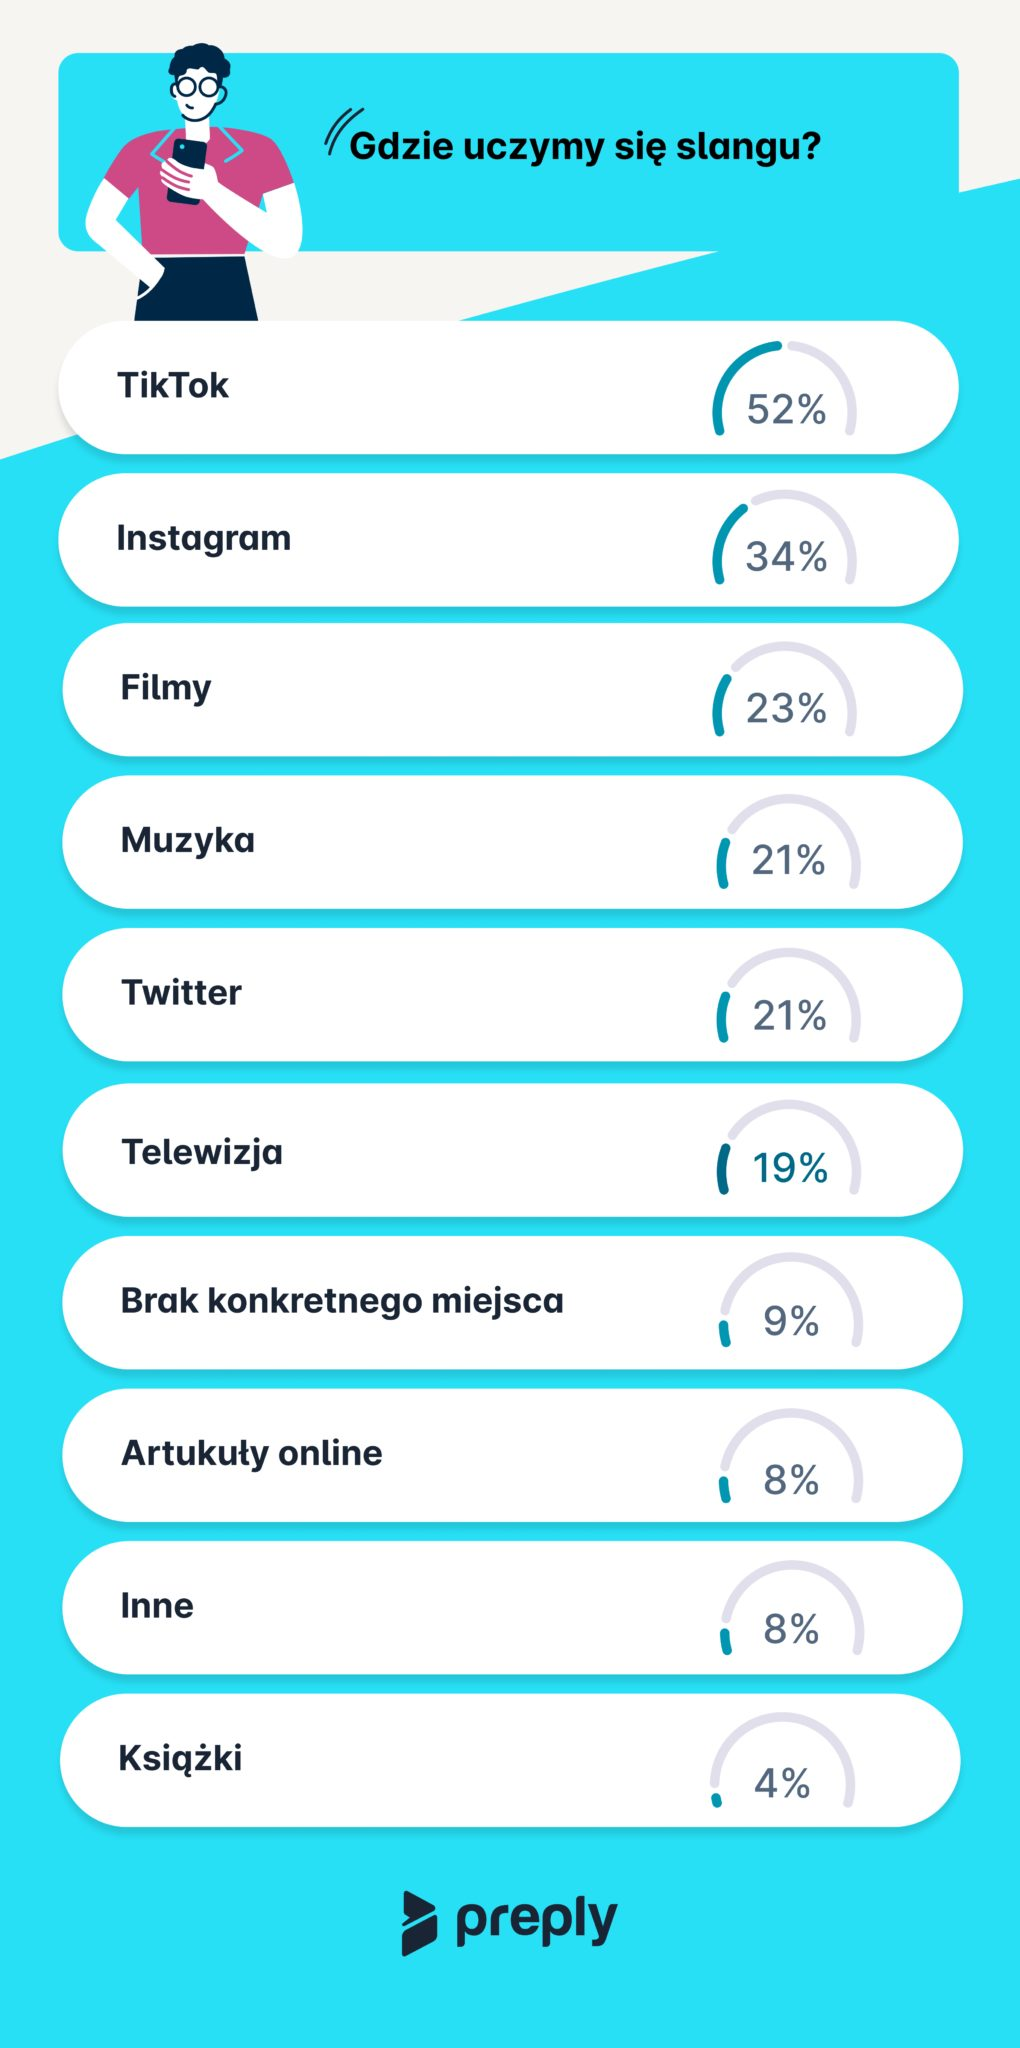 Gdzie uczymy się slangu?
TikTok
52%
Instagram
34%
Filmy
23%
Muzyka
21%
Twitter
21%
Telewizja
19%
Brak konkretnego miejsca
9%
Artukuły online
8%
Inne
8%
Książki
4%
preply